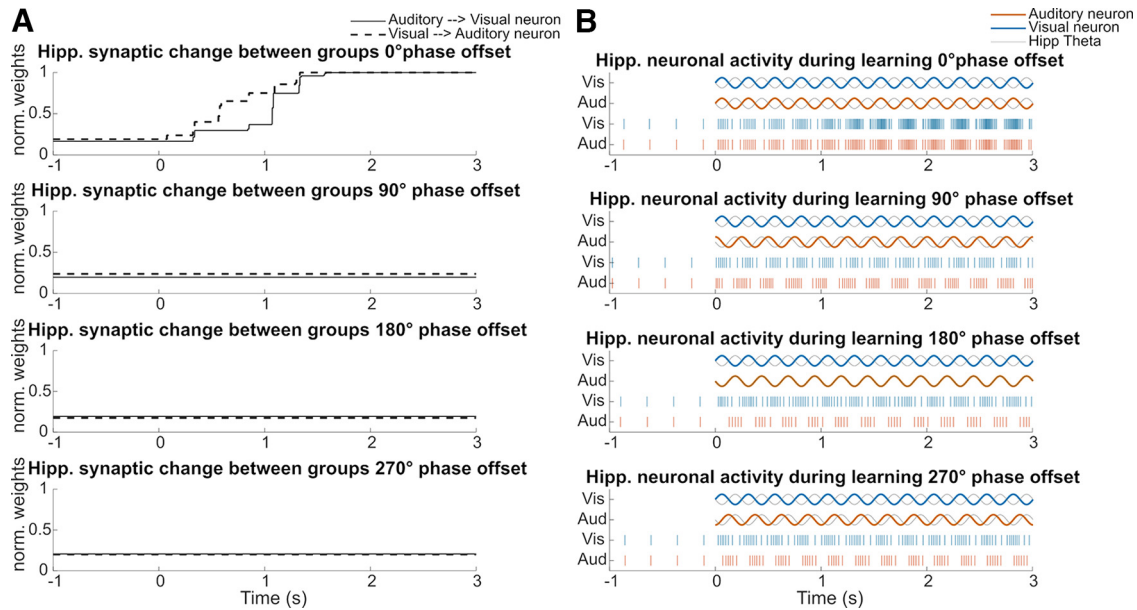 A
Auditory --> Visual neuron
Visual --> Auditory neuron
Hipp. synaptic change between groups 0°phase offset
norm. weights
1
0.5
0
-1 0 1 2 3
Hipp. synaptic change between groups 90° phase offset
norm. weights
1
0.5
0
-1 0 1 2 3
Hipp. synaptic change between groups 180° phase offset
norm. weights
1
0.5
0
-1 0 1 2 3
Hipp. synaptic change between groups 270° phase offset
norm. weights
1
0.5
0
-1 0 1 2 3
Time (s)
B
Auditory neuron
Visual neuron
Hipp Theta
Hipp. neuronal activity during learning 0°phase offset
Vis
Aud
Vis
Aud
-1 0 1 2 3
Hipp. neuronal activity during learning 90° phase offset
Vis
Aud
Vis
Aud
-1 0 1 2 3
Hipp. neuronal activity during learning 180° phase offset
Vis
Aud
Vis
Aud
-1 0 1 2 3
Hipp. neuronal activity during learning 270° phase offset
Vis
Aud
Vis
Aud
-1 0 1 2 3
Time (s)